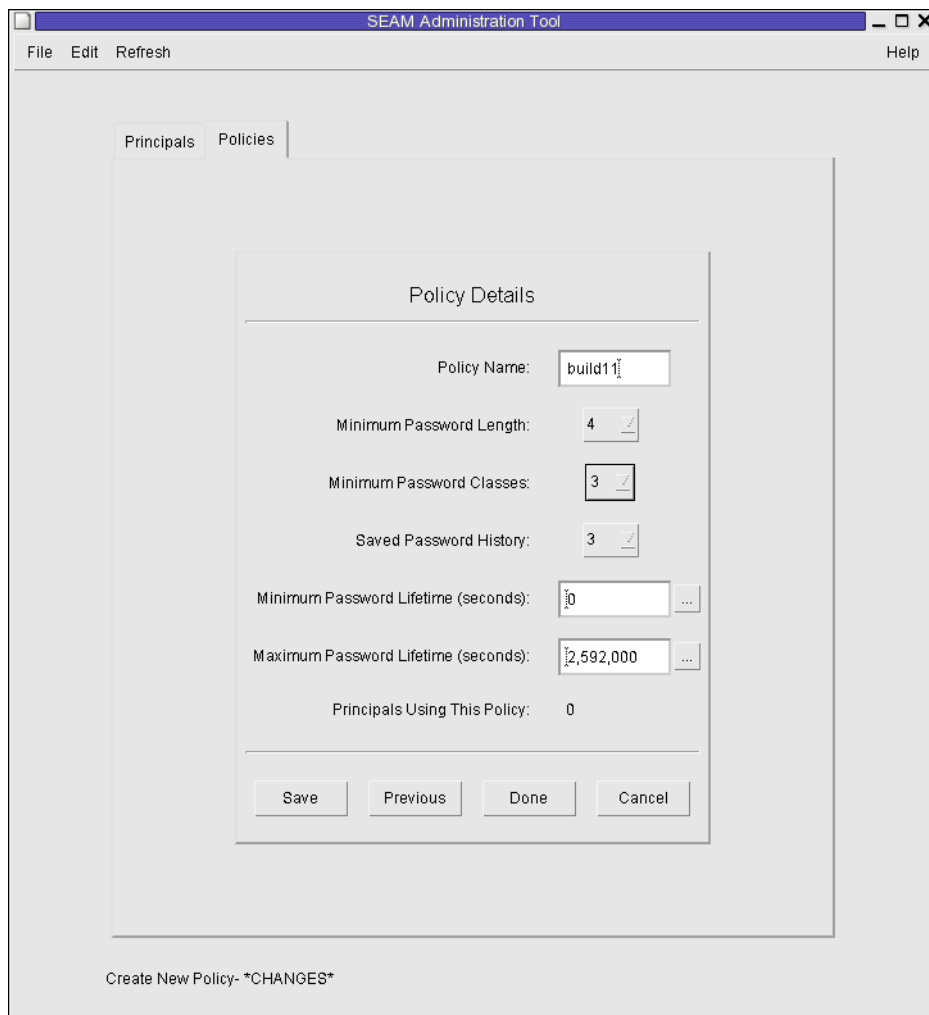 SEAM Administration Tool
File Edit Refresh Help
Principals Policies
Policy Details
Policy Name: build11
Minimum Password Length: 4
Minimum Password Classes: 3
Saved Password History: 3
Minimum Password Lifetime (seconds): 0 ...
Maximum Password Lifetime (seconds): 2,592,000 ...
Principals Using This Policy: 0
Save Previous Done Cancel
Create New Policy- *CHANGES*